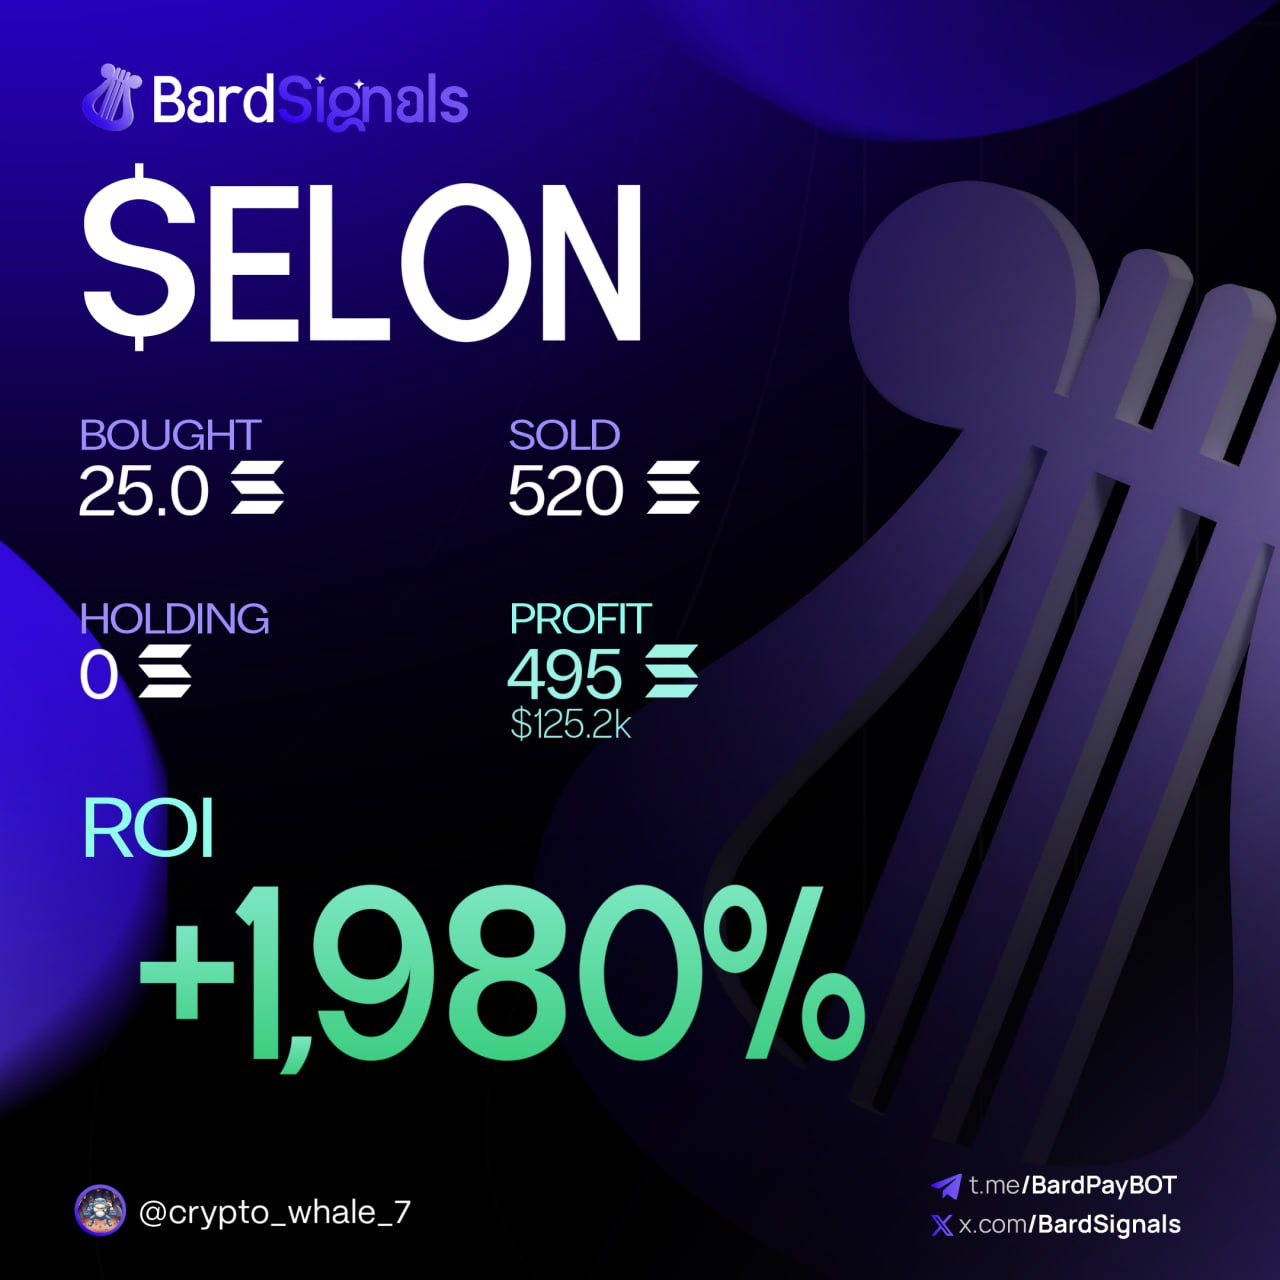 BardSignals
$ELON
BOUGHT
25.0
SOLD
520
HOLDING
0
PROFIT
495
$125.2k
ROI
+1,980%
@crypto_whale_7
t.me/BardPayBOT
x.com/BardSignals